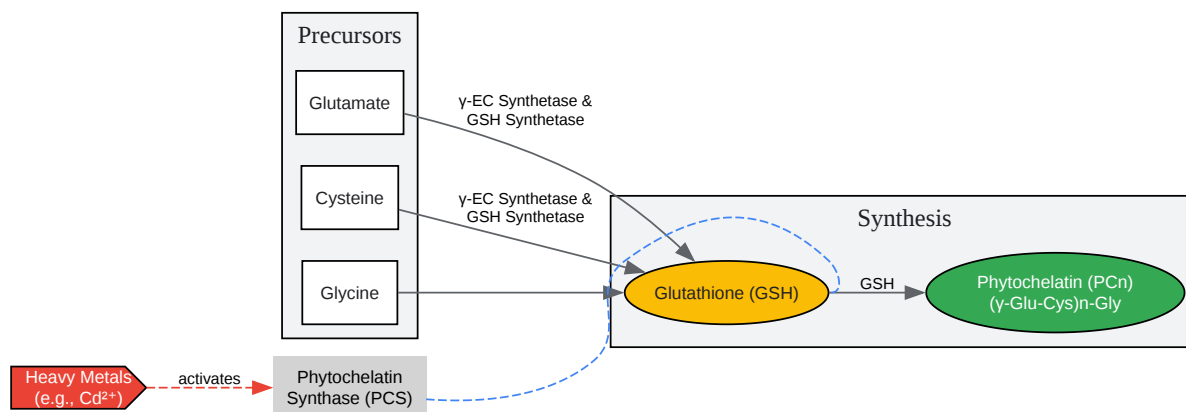 Precursors
Glutamate
Cysteine
Glycine
γ-EC Synthetase &
GSH Synthetase
γ-EC Synthetase &
GSH Synthetase
Synthesis
Glutathione (GSH)
GSH
Phytochelatin (PCn)
(γ-Glu-Cys)n-Gly
Heavy Metals
(e.g., Cd²⁺)
activates
Phytochelatin
Synthase (PCS)